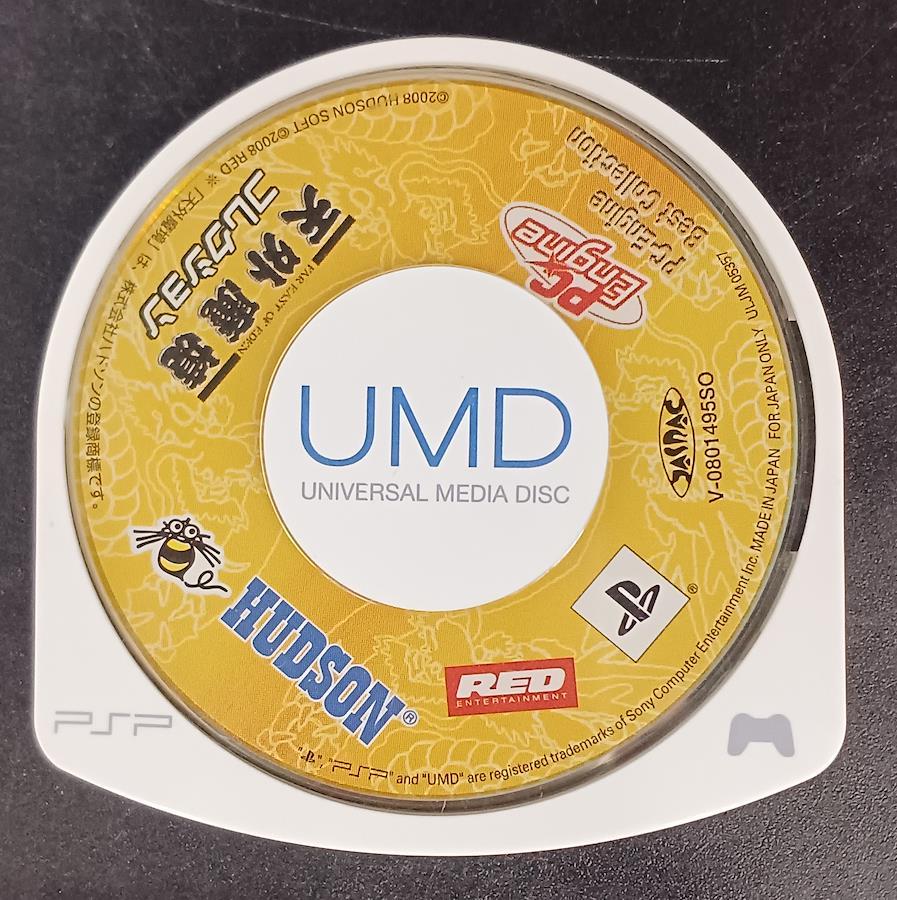 天外魔境
FAR EAST OF EDEN
コレクション
PC Engine
PC-Engine
Best Collection
©2008 HUDSON SOFT ©2008 RED ※「天外魔境」は、株式会社ハドソンの登録商標です。
UMD
UNIVERSAL MEDIA DISC
JASRAC
V-0801495SO
HUDSON®
RED
ENTERTAINMENT
®
"PSP" and "UMD" are registered trademarks of Sony Computer Entertainment Inc. MADE IN JAPAN FOR JAPAN ONLY ULJM 05357
PSP